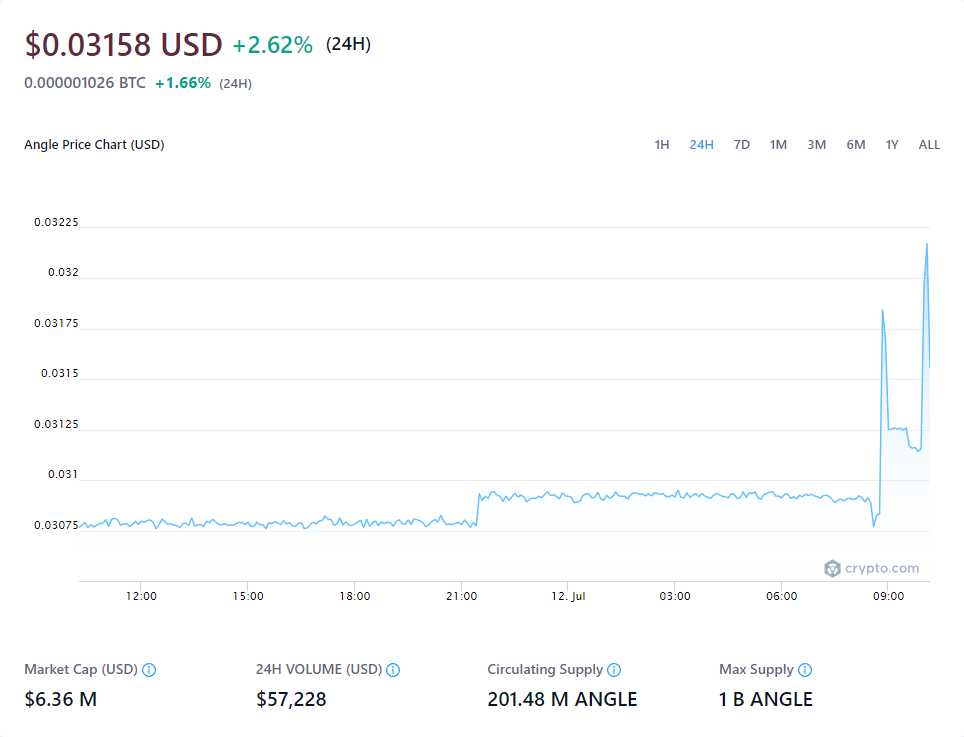 $0.03158 USD +2.62% (24H)
0.000001026 BTC +1.66% (24H)
Angle Price Chart (USD) 1H 24H 7D 1M 3M 6M 1Y ALL
0.03225
0.032
0.03175
0.0315
0.03125
0.031
0.03075
crypto.com
12:00 15:00 18:00 21:00 12. Jul 03:00 06:00 09:00
Market Cap (USD) 24H VOLUME (USD) Circulating Supply Max Supply
$6.36 M $57,228 201.48 M ANGLE 1 B ANGLE